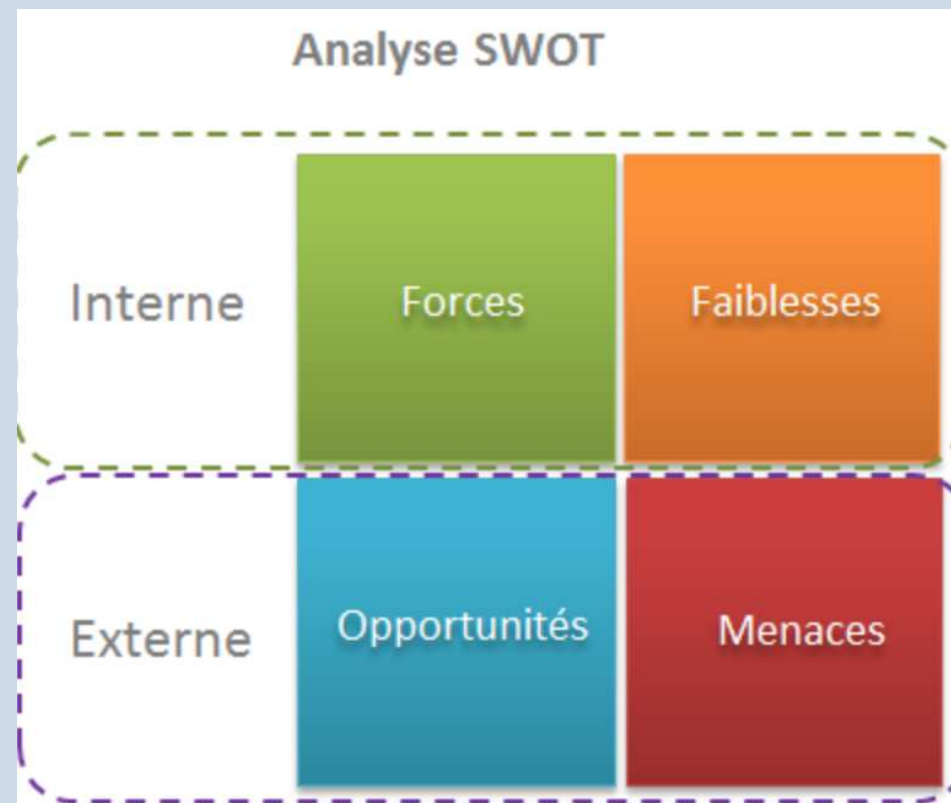 Analyse SWOT
Interne
Forces
Faiblesses
Externe
Opportunités
Menaces